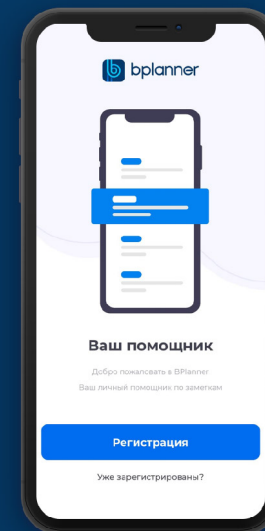 bplanner
Ваш помощник
Добро пожаловать в BPlanner
Ваш личный помощник по заметкам
Регистрация
Уже зарегистрированы?